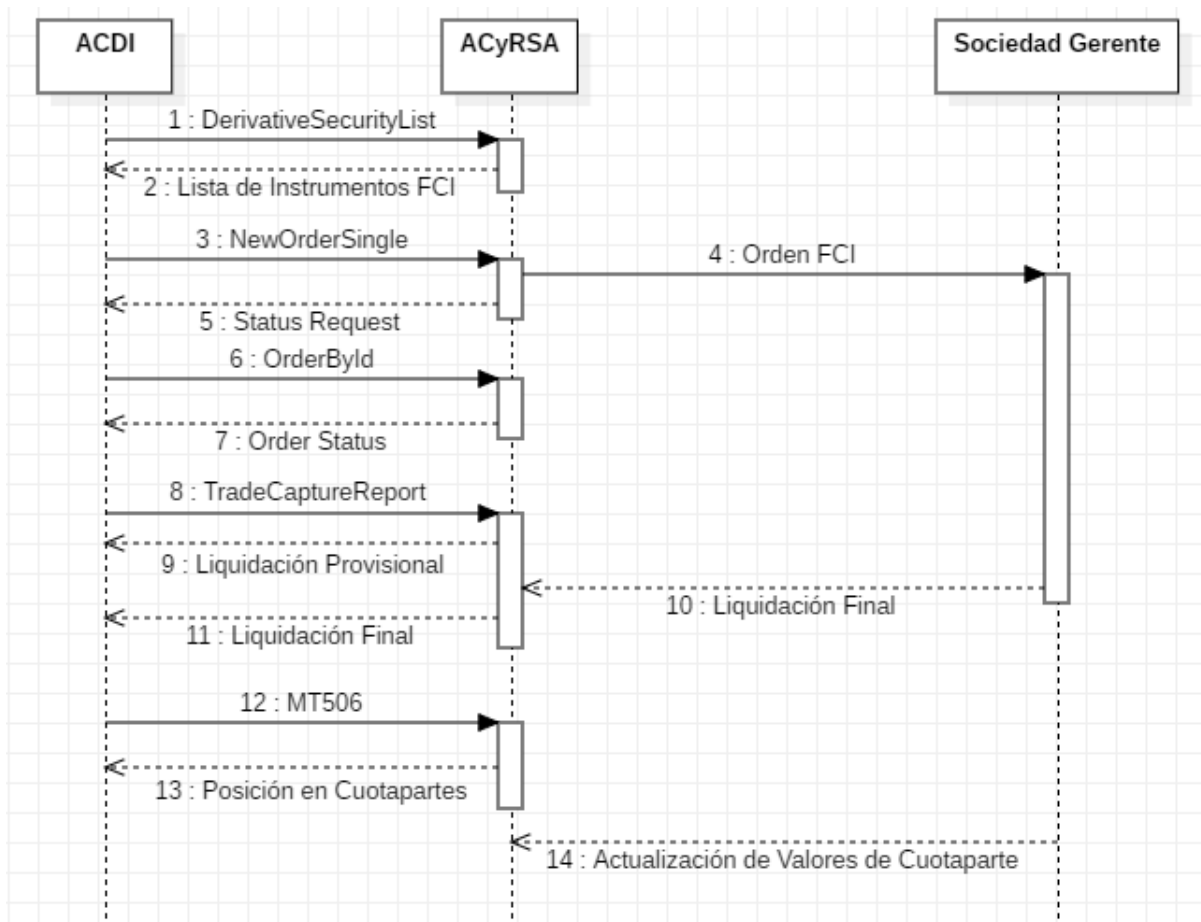 ACDI
ACyRSA
Sociedad Gerente
1 : DerivativeSecurityList
2 : Lista de Instrumentos FCI
3 : NewOrderSingle
4 : Orden FCI
5 : Status Request
6 : OrderById
7 : Order Status
8 : TradeCaptureReport
9 : Liquidación Provisional
10 : Liquidación Final
11 : Liquidación Final
12 : MT506
13 : Posición en Cuotapartes
14 : Actualización de Valores de Cuotaparte